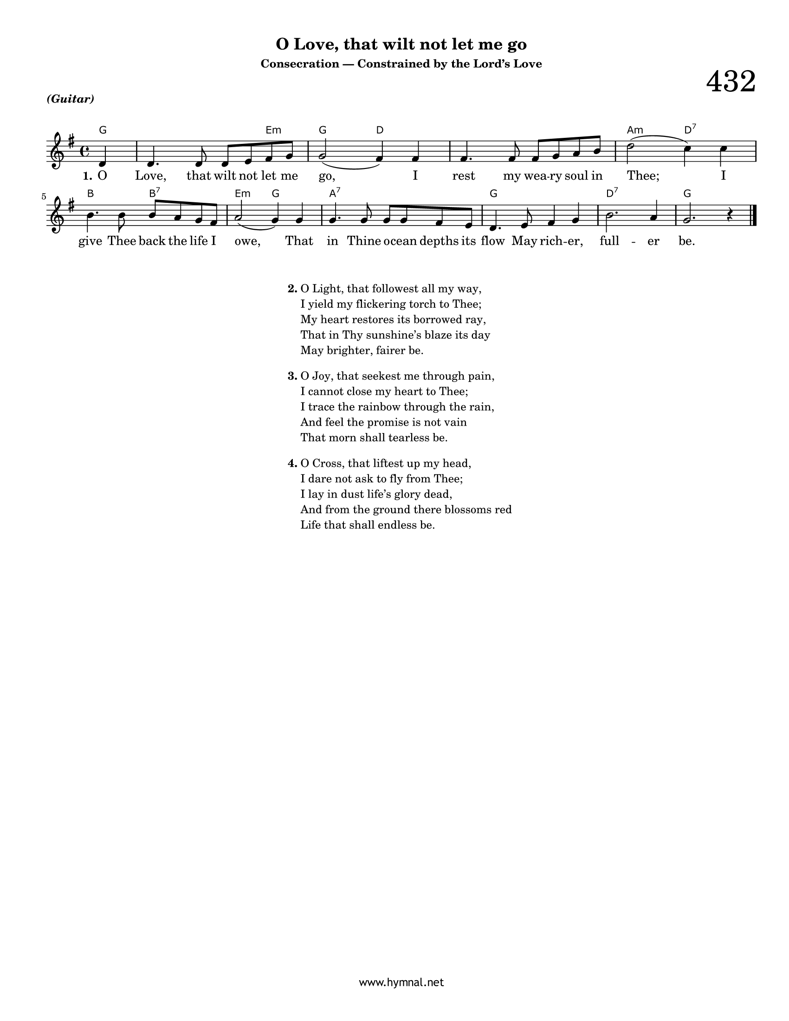 O Love, that wilt not let me go
Consecration — Constrained by the Lord's Love
432
(Guitar)
G Em G D Am D7
1. O Love, that wilt not let me go, I rest my wea-ry soul in Thee; I
5
B B7 Em G A7 G D7 G
give Thee back the life I owe, That in Thine ocean depths its flow May rich-er, full - er be.
2. O Light, that followest all my way,
I yield my flickering torch to Thee;
My heart restores its borrowed ray,
That in Thy sunshine's blaze its day
May brighter, fairer be.
3. O Joy, that seekest me through pain,
I cannot close my heart to Thee;
I trace the rainbow through the rain,
And feel the promise is not vain
That morn shall tearless be.
4. O Cross, that liftest up my head,
I dare not ask to fly from Thee;
I lay in dust life's glory dead,
And from the ground there blossoms red
Life that shall endless be.
www.hymnal.net